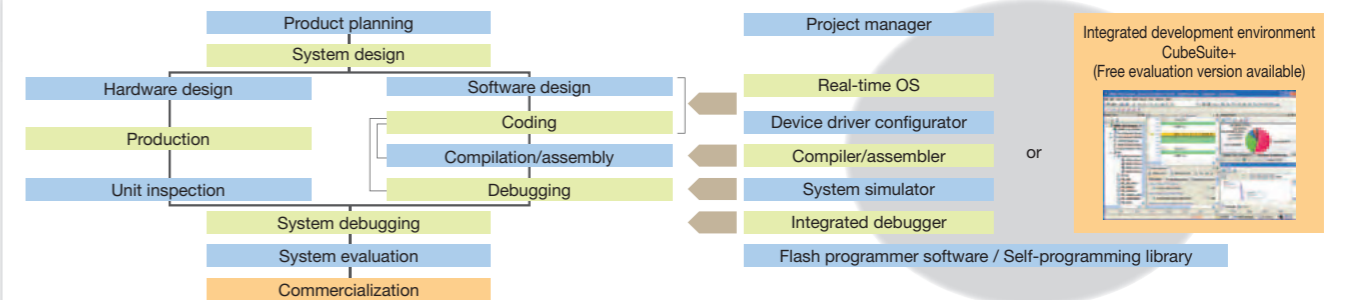 Product planning
System design
Hardware design
Production
Unit inspection
Software design
Coding
Compilation/assembly
Debugging
System debugging
System evaluation
Commercialization
Project manager
Real-time OS
Device driver configurator
Compiler/assembler
System simulator
Integrated debugger
Flash programmer software / Self-programming library
or
Integrated development environment
CubeSuite+
(Free evaluation version available)